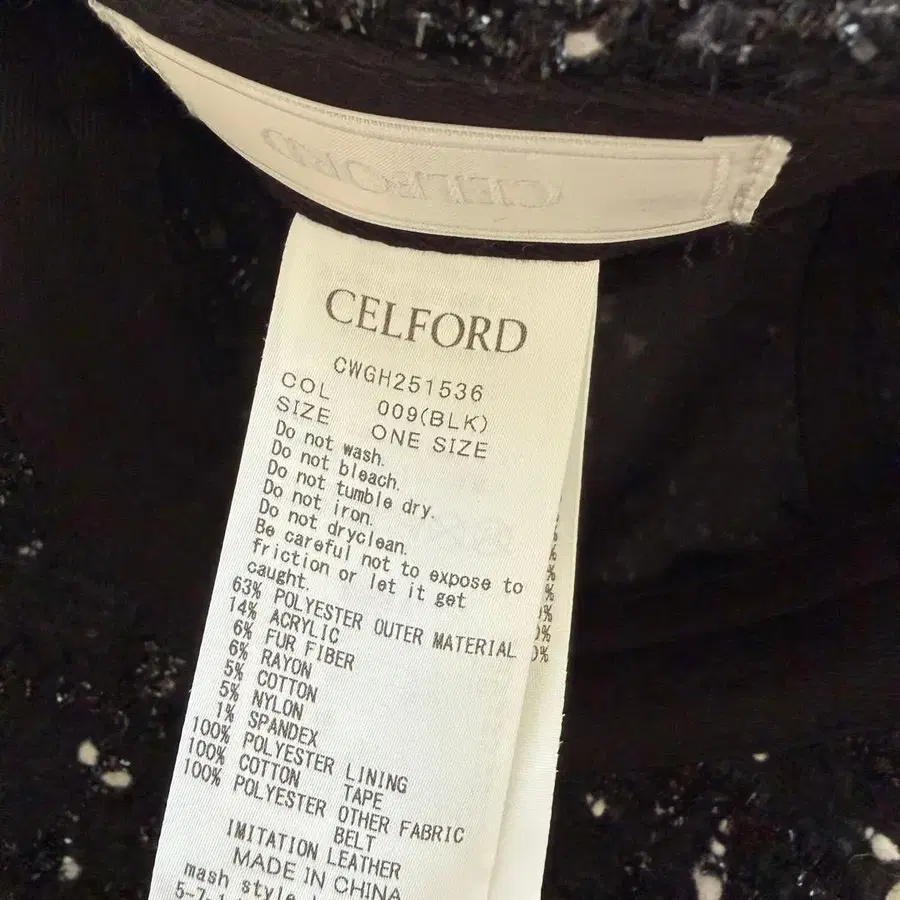 CELFORD
CELFORD
CWGH251536
COL 009(BLK)
SIZE ONE SIZE
Do not wash.
Do not bleach.
Do not tumble dry.
Do not iron.
Do not dryclean.
Be careful not to expose to
friction or let it get
caught.
63% POLYESTER OUTER MATERIAL
14% ACRYLIC
6% FUR FIBER
6% RAYON
5% COTTON
5% NYLON
1% SPANDEX
100% POLYESTER LINING
100% COTTON TAPE
100% POLYESTER OTHER FABRIC
BELT
IMITATION LEATHER
MADE IN CHINA
mash style
5-7-1